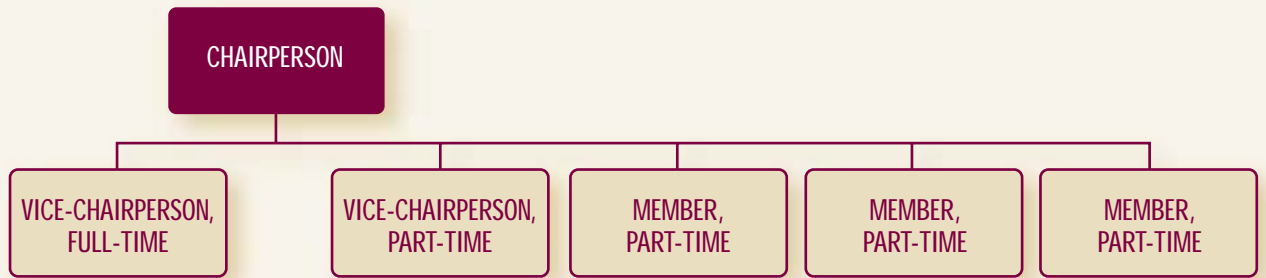 CHAIRPERSON
VICE-CHAIRPERSON,
FULL-TIME
VICE-CHAIRPERSON,
PART-TIME
MEMBER,
PART-TIME
MEMBER,
PART-TIME
MEMBER,
PART-TIME